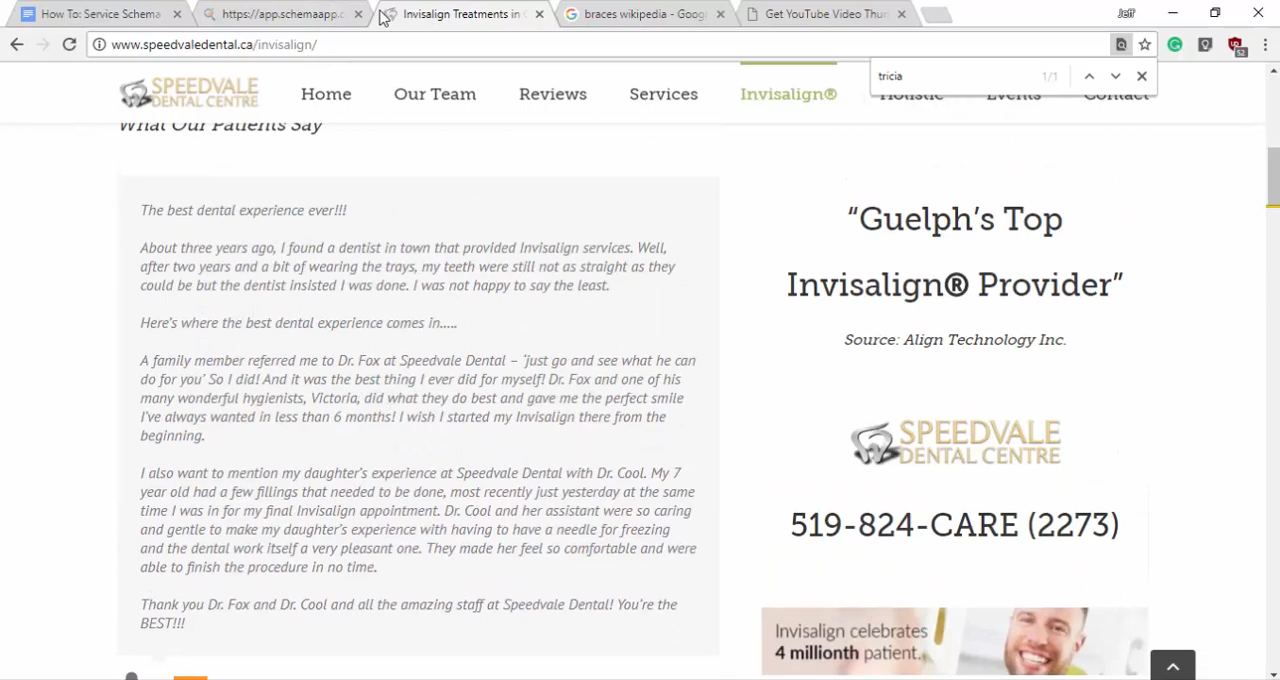 How To: Service Schema
https://app.schemaapp.c
Invisalign Treatments in
braces wikipedia - Goog
Get YouTube Video Thun
Jeff
www.speedvaledental.ca/invisalign/
52
tricia
1/1
SPEEDVALE
DENTAL CENTRE
Home
Our Team
Reviews
Services
Invisalign®
Holistic
Events
Contact
What Our Patients Say
The best dental experience ever!!!
About three years ago, I found a dentist in town that provided Invisalign services. Well,
after two years and a bit of wearing the trays, my teeth were still not as straight as they
could be but the dentist insisted I was done. I was not happy to say the least.
Here's where the best dental experience comes in.....
A family member referred me to Dr. Fox at Speedvale Dental – 'just go and see what he can
do for you' So I did! And it was the best thing I ever did for myself! Dr. Fox and one of his
many wonderful hygienists, Victoria, did what they do best and gave me the perfect smile
I've always wanted in less than 6 months! I wish I started my Invisalign there from the
beginning.
I also want to mention my daughter's experience at Speedvale Dental with Dr. Cool. My 7
year old had a few fillings that needed to be done, most recently just yesterday at the same
time I was in for my final Invisalign appointment. Dr. Cool and her assistant were so caring
and gentle to make my daughter's experience with having to have a needle for freezing
and the dental work itself a very pleasant one. They made her feel so comfortable and were
able to finish the procedure in no time.
Thank you Dr. Fox and Dr. Cool and all the amazing staff at Speedvale Dental! You're the
BEST!!!
“Guelph's Top
Invisalign® Provider”
Source: Align Technology Inc.
SPEEDVALE
DENTAL CENTRE
519-824-CARE (2273)
Invisalign celebrates
4 millionth patient.